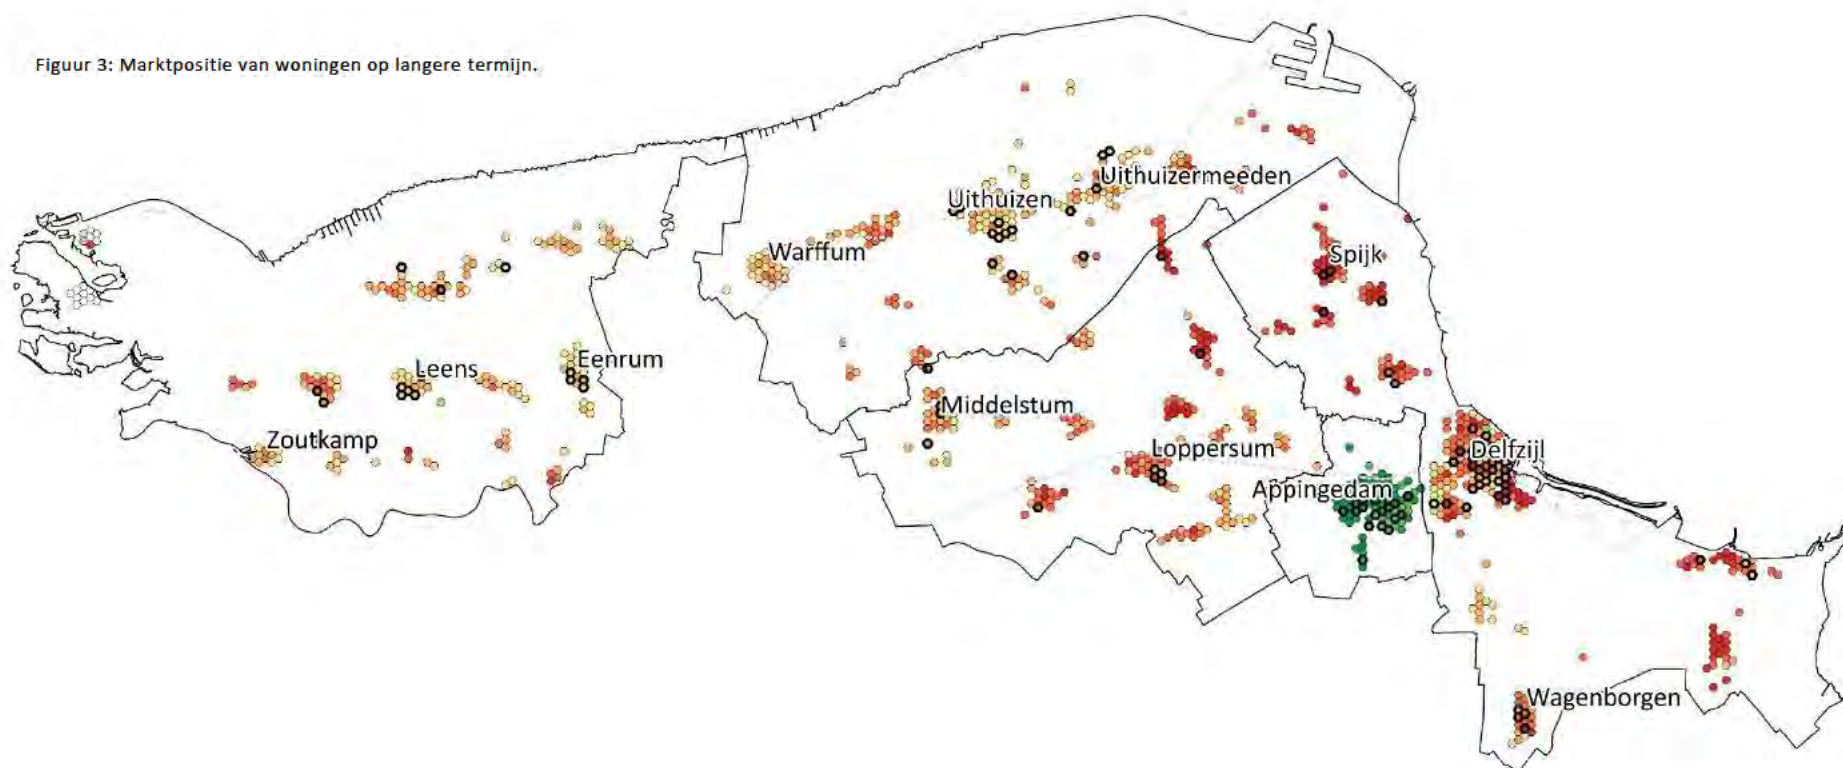 Figuur 3: Marktpositie van woningen op langere termijn.
Uithuizermeeden
Uithuizen
Warffum
Spijk
Eenrum
Leens
Middelstum
Zoutkamp
Loppersum
Delfzijl
Appingedam
Wagenborgen